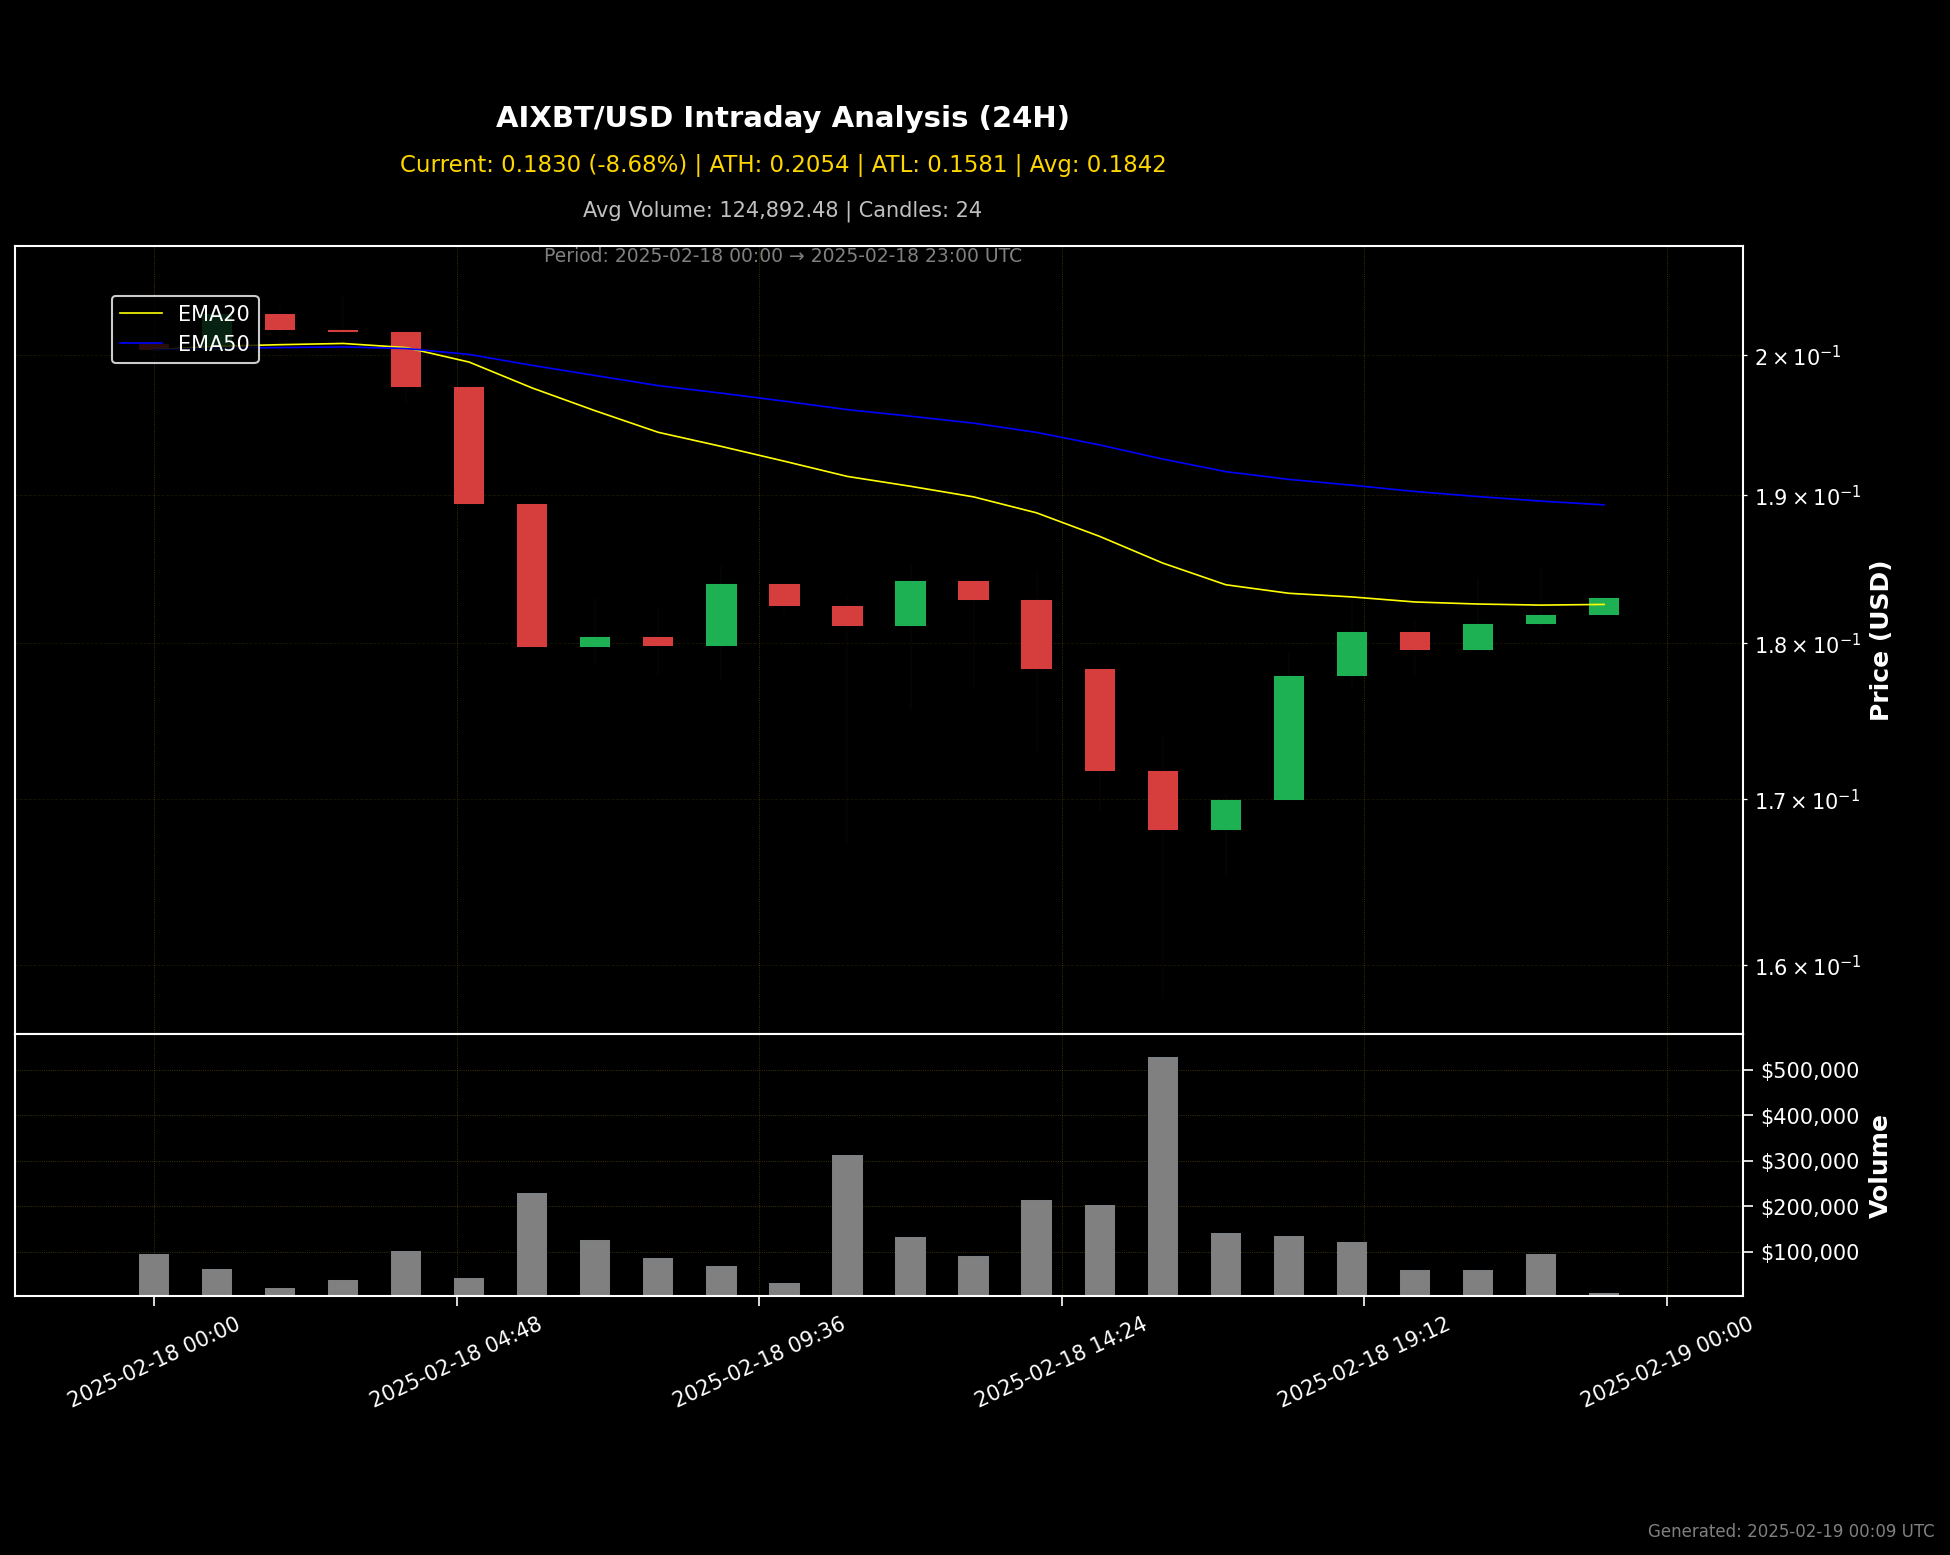 AIXBT/USD Intraday Analysis (24H)
Current: 0.1830 (-8.68%) | ATH: 0.2054 | ATL: 0.1581 | Avg: 0.1842
Avg Volume: 124,892.48 | Candles: 24
Period: 2025-02-18 00:00 → 2025-02-18 23:00 UTC
EMA20
EMA50
2 × 10⁻¹
1.9 × 10⁻¹
1.8 × 10⁻¹
1.7 × 10⁻¹
1.6 × 10⁻¹
Price (USD)
$500,000
$400,000
$300,000
$200,000
$100,000
Volume
2025-02-18 00:00
2025-02-18 04:48
2025-02-18 09:36
2025-02-18 14:24
2025-02-18 19:12
2025-02-19 00:00
Generated: 2025-02-19 00:09 UTC